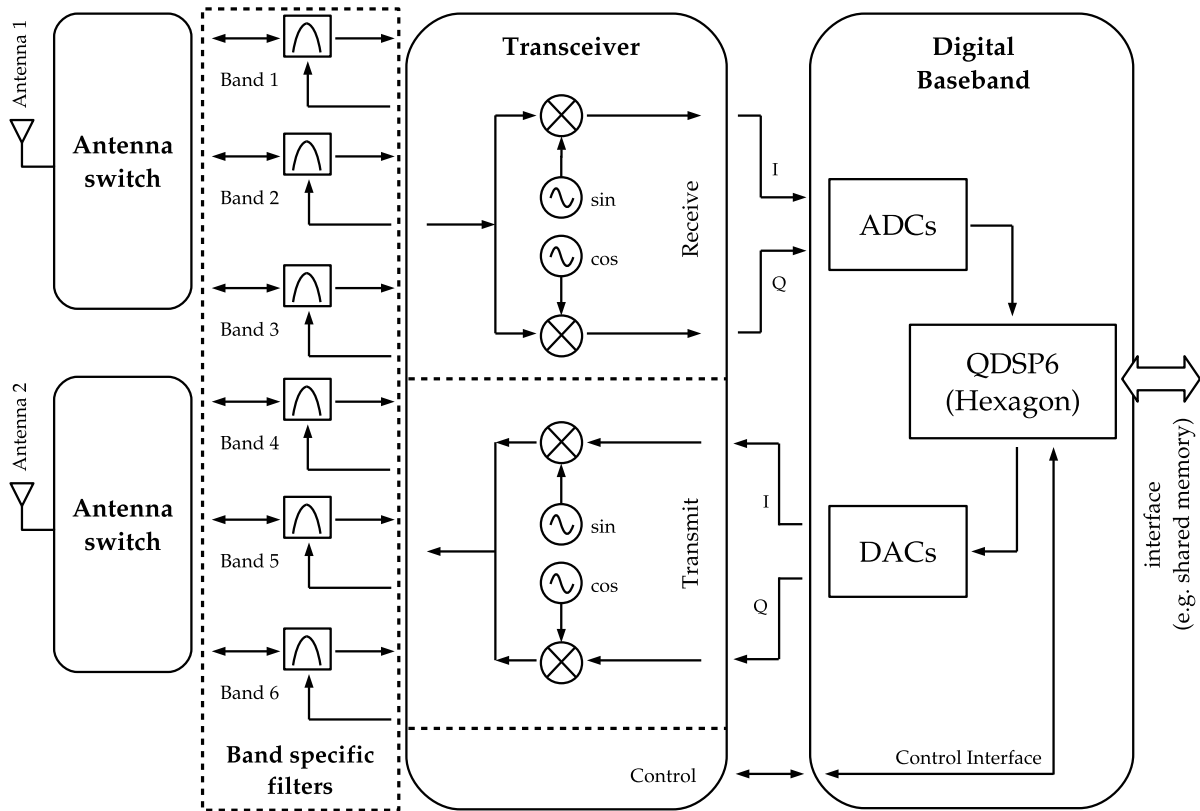 Antenna 1
Antenna
switch
Antenna 2
Antenna
switch
Band 1
Band 2
Band 3
Band 4
Band 5
Band 6
Band specific
filters
Transceiver
sin
cos
Receive
sin
cos
Transmit
Control
I
Q
I
Q
Digital
Baseband
ADCs
QDSP6
(Hexagon)
DACs
Control Interface
interface
(e.g. shared memory)